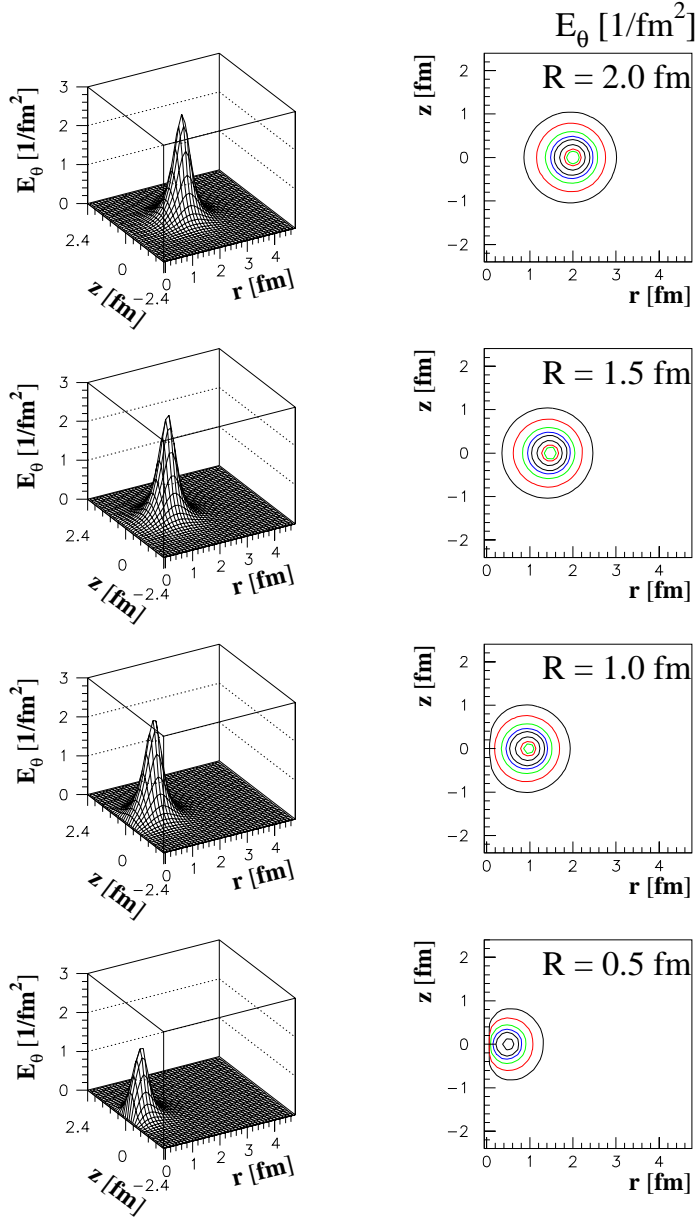 E_θ [1/fm²]
E_θ [1/fm²]
3
2
1
0
2.4
0
−2.4
z [fm]
0 1 2 3 4
r [fm]
z [fm]
R = 2.0 fm
2
1
0
-1
-2
0 1 2 3 4
r [fm]
E_θ [1/fm²]
3
2
1
0
2.4
0
−2.4
z [fm]
0 1 2 3 4
r [fm]
z [fm]
R = 1.5 fm
2
1
0
-1
-2
0 1 2 3 4
r [fm]
E_θ [1/fm²]
3
2
1
0
2.4
0
−2.4
z [fm]
0 1 2 3 4
r [fm]
z [fm]
R = 1.0 fm
2
1
0
-1
-2
0 1 2 3 4
r [fm]
E_θ [1/fm²]
3
2
1
0
2.4
0
−2.4
z [fm]
0 1 2 3 4
r [fm]
z [fm]
R = 0.5 fm
2
1
0
-1
-2
0 1 2 3 4
r [fm]